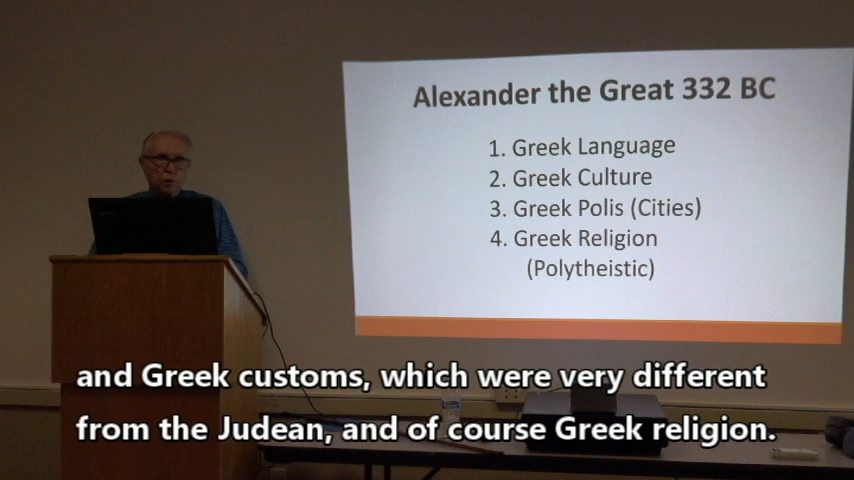 Alexander the Great 332 BC
1. Greek Language
2. Greek Culture
3. Greek Polis (Cities)
4. Greek Religion
(Polytheistic)
and Greek customs, which were very different
from the Judean, and of course Greek religion.